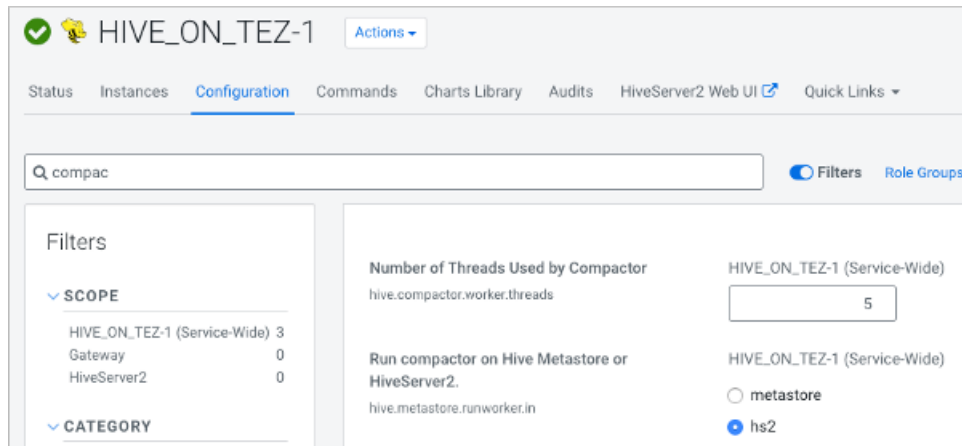 HIVE_ON_TEZ-1 Actions
Status Instances Configuration Commands Charts Library Audits HiveServer2 Web UI Quick Links
compac Filters Role Groups
Filters
SCOPE
HIVE_ON_TEZ-1 (Service-Wide) 3
Gateway 0
HiveServer2 0
CATEGORY
Number of Threads Used by Compactor HIVE_ON_TEZ-1 (Service-Wide)
hive.compactor.worker.threads 5
Run compactor on Hive Metastore or HIVE_ON_TEZ-1 (Service-Wide)
HiveServer2.
hive.metastore.runworker.in
metastore
hs2